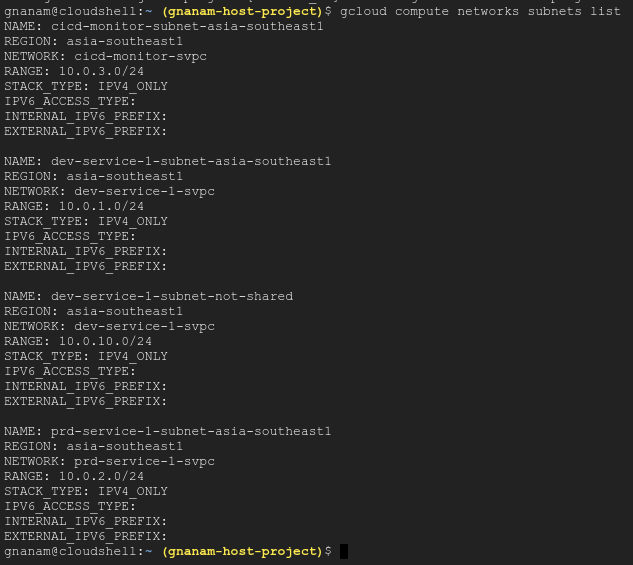 gnanam@cloudshell:~ (gnanam-host-project)$ gcloud compute networks subnets list
NAME: cicd-monitor-subnet-asia-southeast1
REGION: asia-southeast1
NETWORK: cicd-monitor-svpc
RANGE: 10.0.3.0/24
STACK_TYPE: IPV4_ONLY
IPV6_ACCESS_TYPE:
INTERNAL_IPV6_PREFIX:
EXTERNAL_IPV6_PREFIX:

NAME: dev-service-1-subnet-asia-southeast1
REGION: asia-southeast1
NETWORK: dev-service-1-svpc
RANGE: 10.0.1.0/24
STACK_TYPE: IPV4_ONLY
IPV6_ACCESS_TYPE:
INTERNAL_IPV6_PREFIX:
EXTERNAL_IPV6_PREFIX:

NAME: dev-service-1-subnet-not-shared
REGION: asia-southeast1
NETWORK: dev-service-1-svpc
RANGE: 10.0.10.0/24
STACK_TYPE: IPV4_ONLY
IPV6_ACCESS_TYPE:
INTERNAL_IPV6_PREFIX:
EXTERNAL_IPV6_PREFIX:

NAME: prd-service-1-subnet-asia-southeast1
REGION: asia-southeast1
NETWORK: prd-service-1-svpc
RANGE: 10.0.2.0/24
STACK_TYPE: IPV4_ONLY
IPV6_ACCESS_TYPE:
INTERNAL_IPV6_PREFIX:
EXTERNAL_IPV6_PREFIX:
gnanam@cloudshell:~ (gnanam-host-project)$